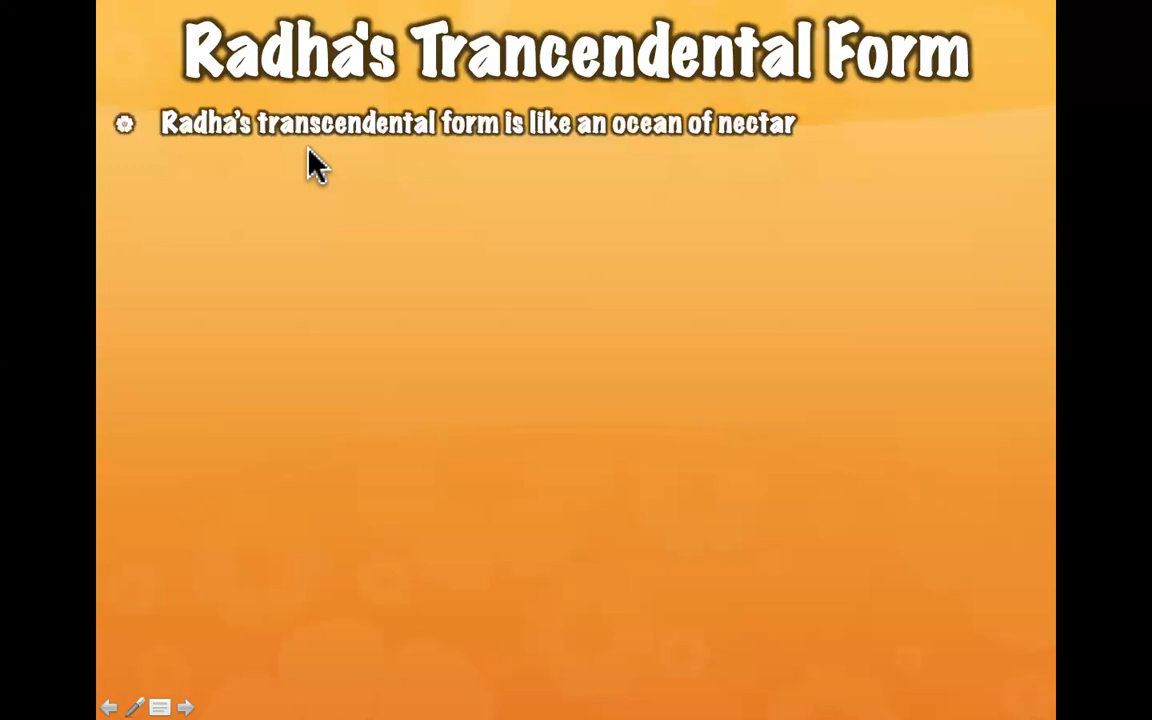 Radha's Trancendental Form
Radha's transcendental form is like an ocean of nectar